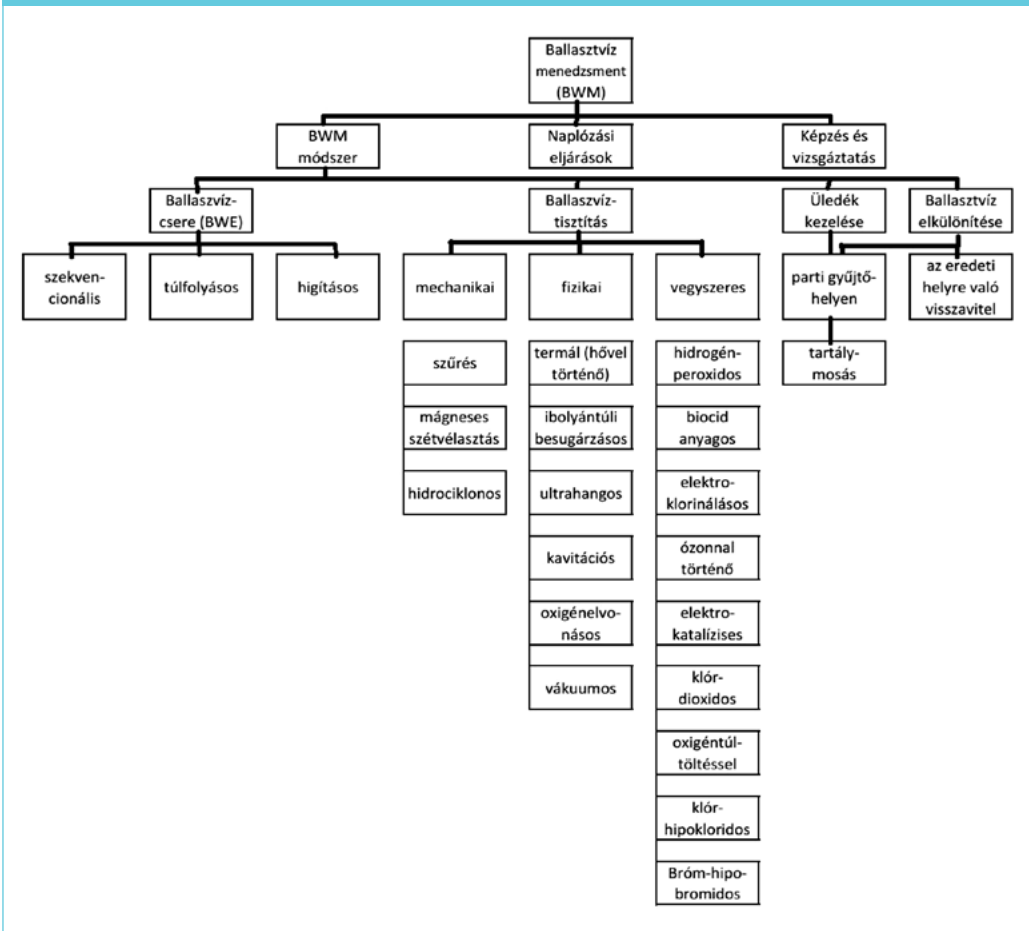 Ballasztvíz
menedzsment
(BWM)
BWM
módszer
Naplózási
eljárások
Képzés és
vizsgáztatás
Ballaszvíz-
csere (BWE)
Ballaszvíz-
tisztítás
Üledék
kezelése
Ballasztvíz
elkülönítése
szekven-
cionális
túlfolyásos
higításos
mechanikai
fizikai
vegyszeres
parti gyűjtő-
helyen
az eredeti
helyre való
visszavitel
szűrés
termál (hővel
történő)
hidrogén-
peroxidos
tartály-
mosás
mágneses
szétvélasztás
ibolyántúli
besugárzásos
biocid
anyagos
hidrociklonos
ultrahangos
elektro-
klorinálásos
kavitációs
ózonnal
történő
oxigénelvo-
násos
elektro-
katalízises
vákuumos
klór-
dioxidos
oxigéntúl-
töltéssel
klór-
hipokloridos
Bróm-hipo-
bromidos